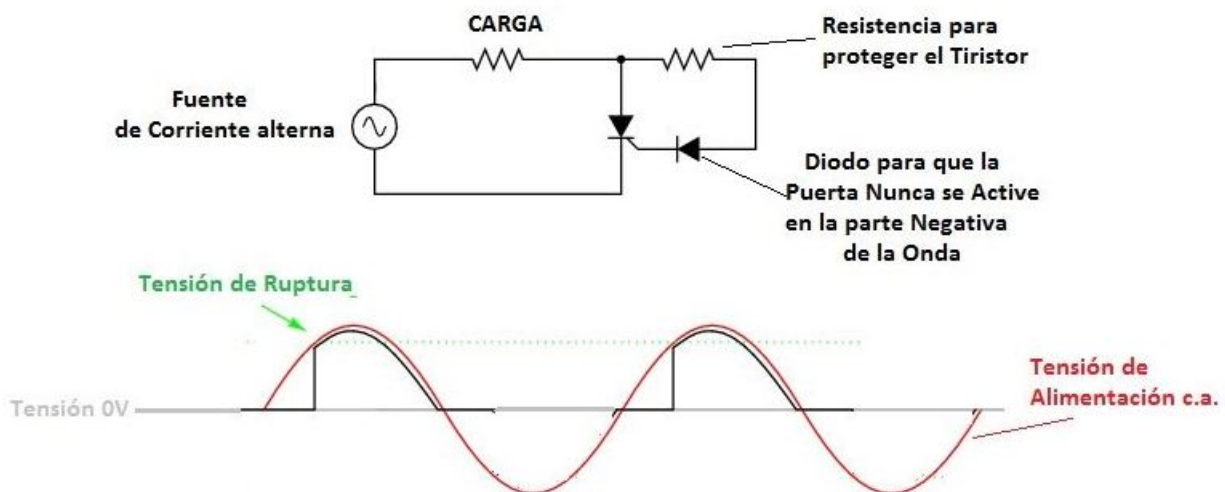 CARGA
Resistencia para
proteger el Tiristor
Fuente
de Corriente alterna
Diodo para que la
Puerta Nunca se Active
en la parte Negativa
de la Onda
Tensión de Ruptura
Tensión 0V
Tensión de
Alimentación c.a.